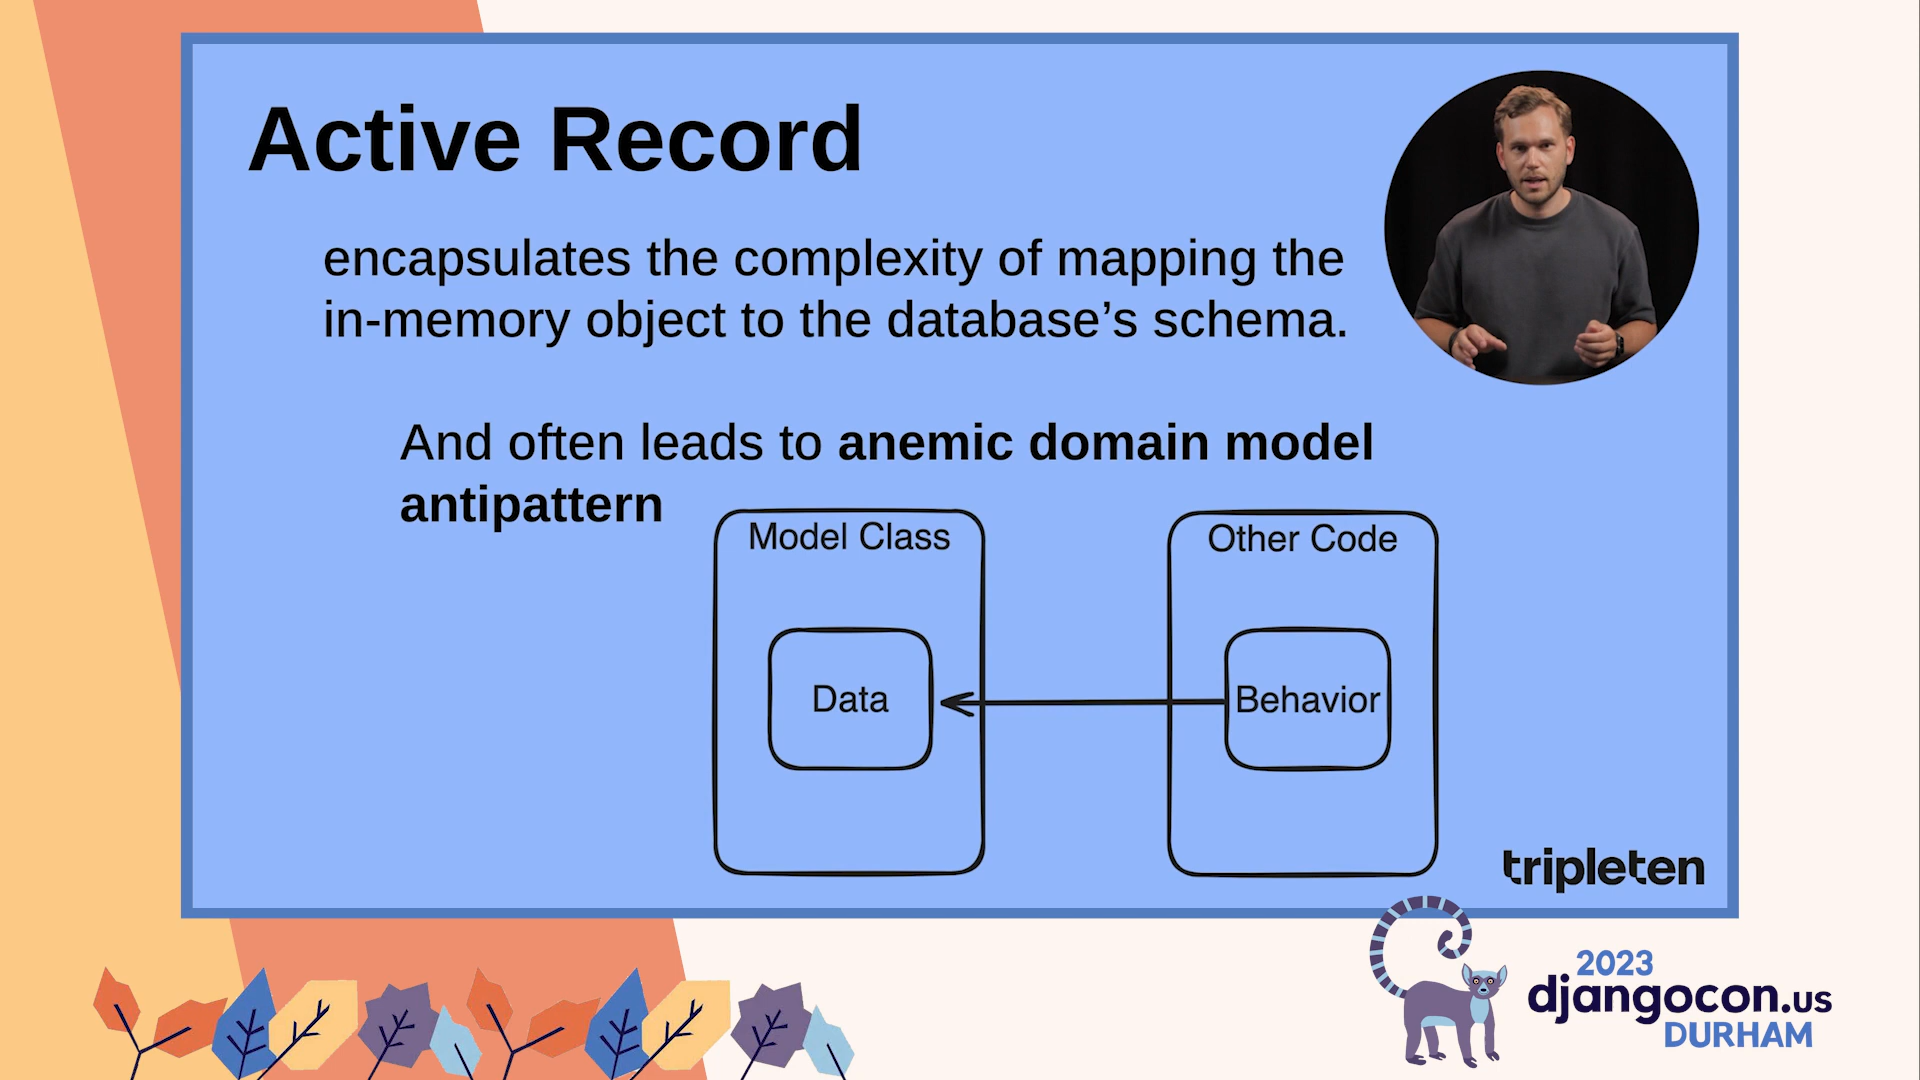 Active Record
encapsulates the complexity of mapping the
in-memory object to the database’s schema.
And often leads to anemic domain model
antipattern
Model Class
Other Code
Data
Behavior
tripleten
2023
djangocon.us
DURHAM